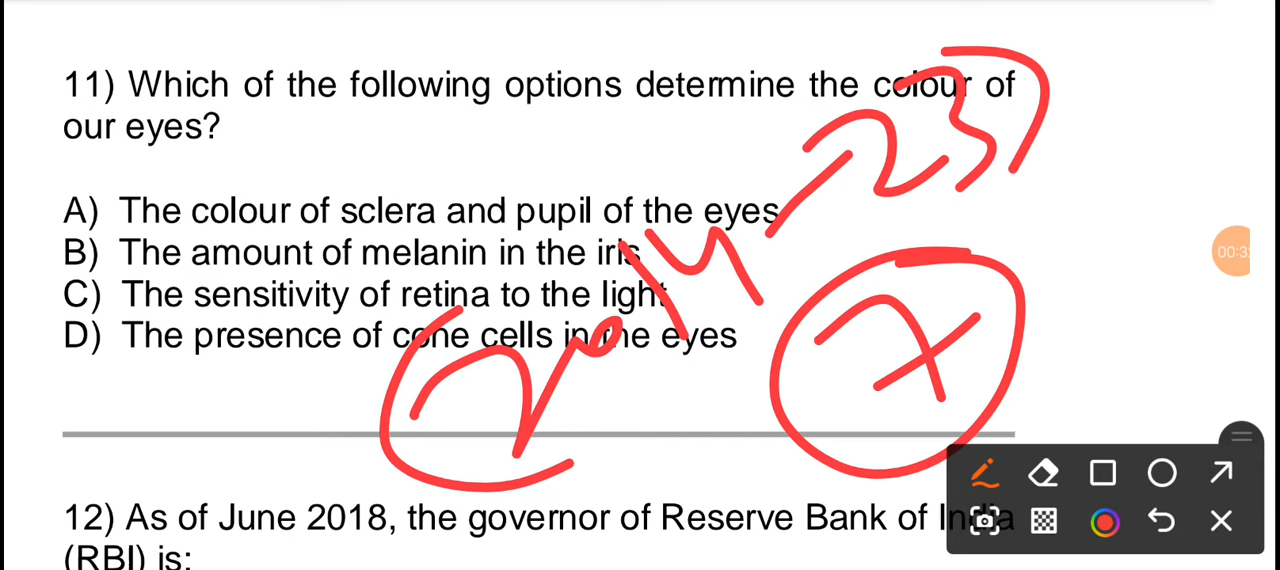 11) Which of the following options determine the colour of
our eyes?
A) The colour of sclera and pupil of the eyes
B) The amount of melanin in the iris
C) The sensitivity of retina to the light
D) The presence of cone cells in the eyes
(2014-23)
7
00:3
12) As of June 2018, the governor of Reserve Bank of India
(RBI) is: